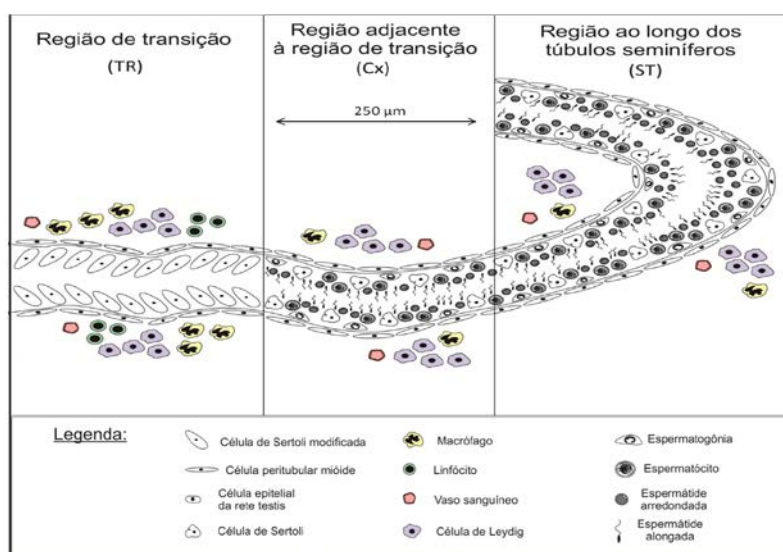 Região de transição
(TR)
Região adjacente
à região de transição
(Cx)
Região ao longo dos
túbulos seminíferos
(ST)
250 µm
Legenda:
Célula de Sertoli modificada
Célula peritubular mióide
Célula epitelial
da rete testis
Célula de Sertoli
Macrófago
Linfócito
Vaso sanguíneo
Célula de Leydig
Espermatogônia
Espermatócito
Espermátide
arredondada
Espermátide
alongada